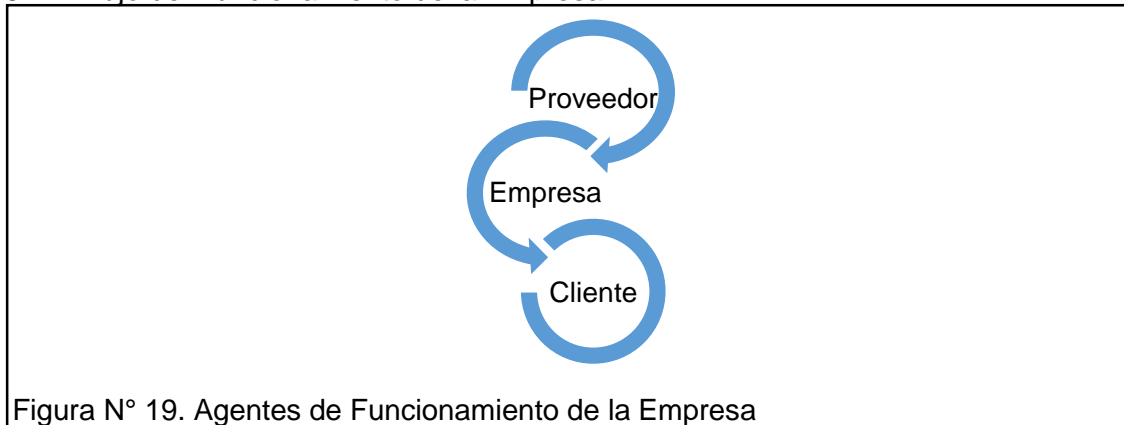 Proveedor
Empresa
Cliente
Figura N° 19. Agentes de Funcionamiento de la Empresa